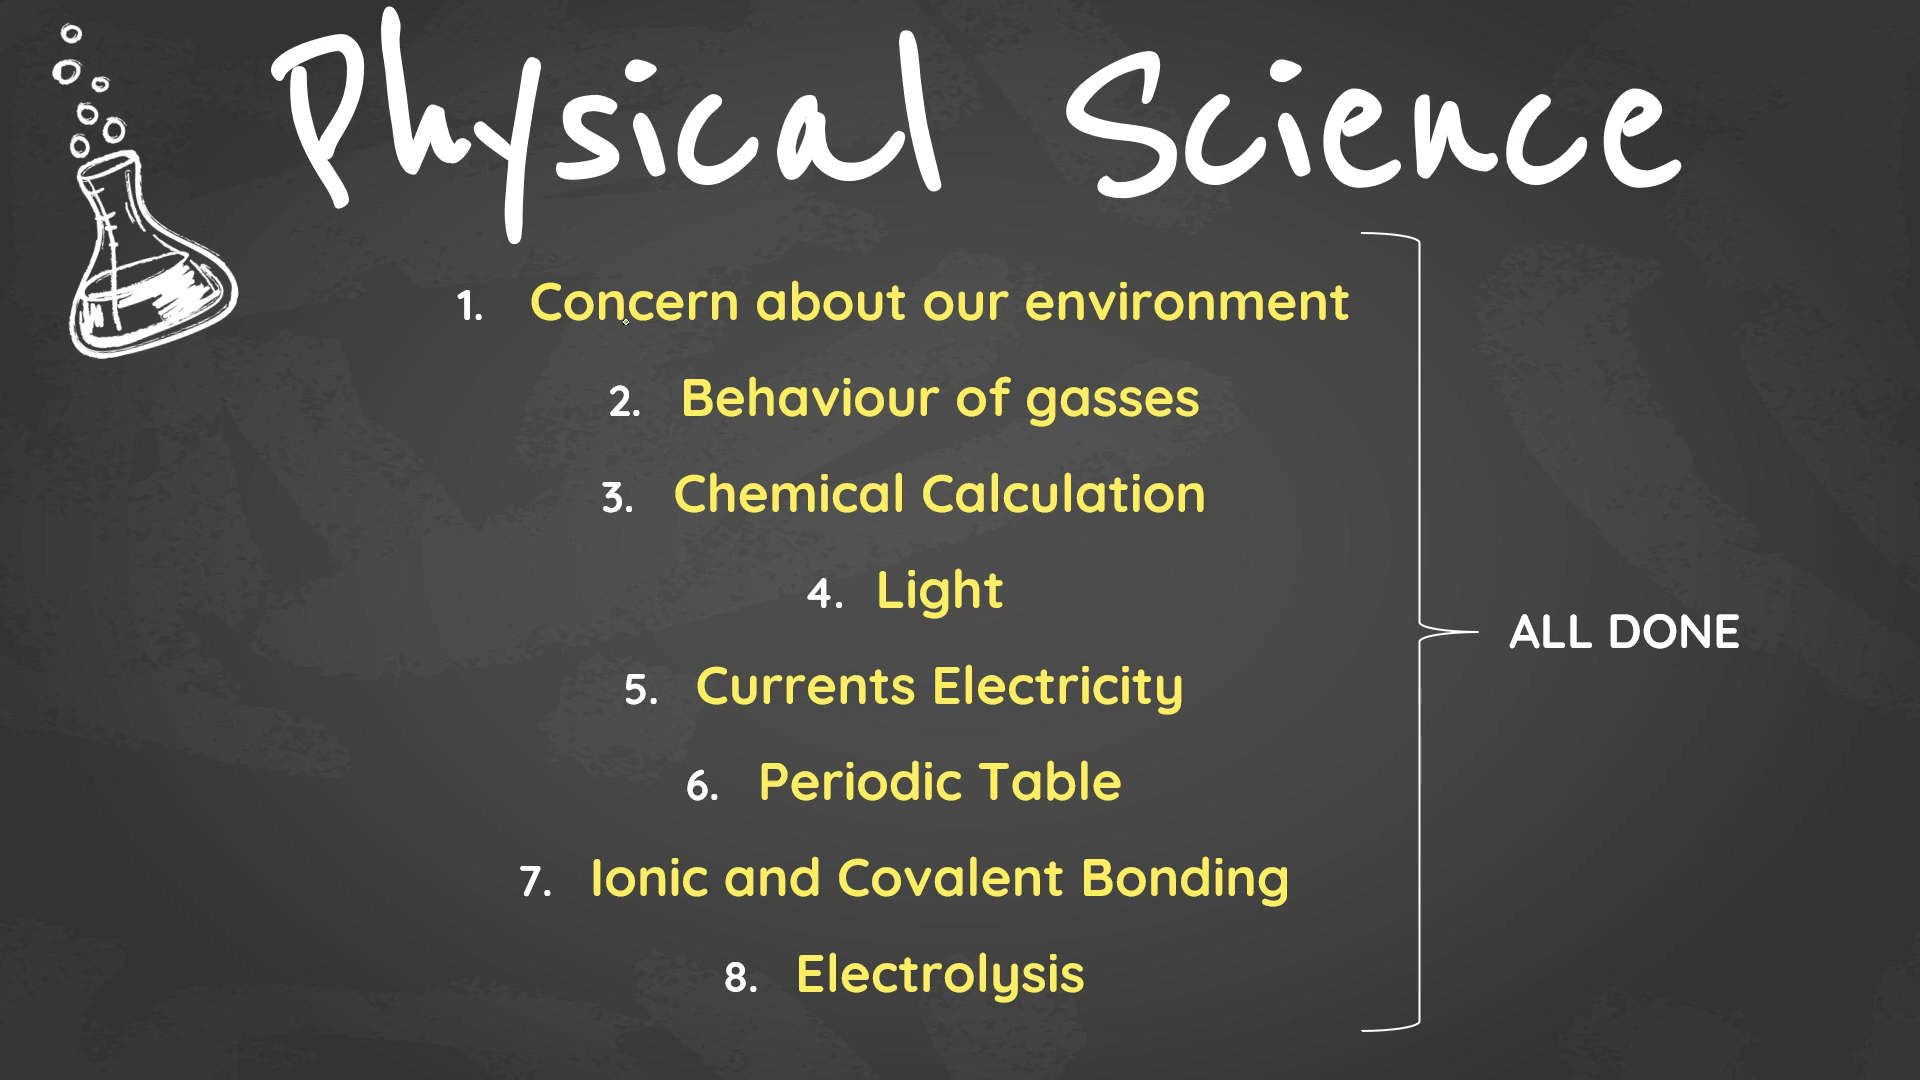 Physical Science
1. Concern about our environment
2. Behaviour of gasses
3. Chemical Calculation
4. Light
5. Currents Electricity
6. Periodic Table
7. Ionic and Covalent Bonding
8. Electrolysis
ALL DONE